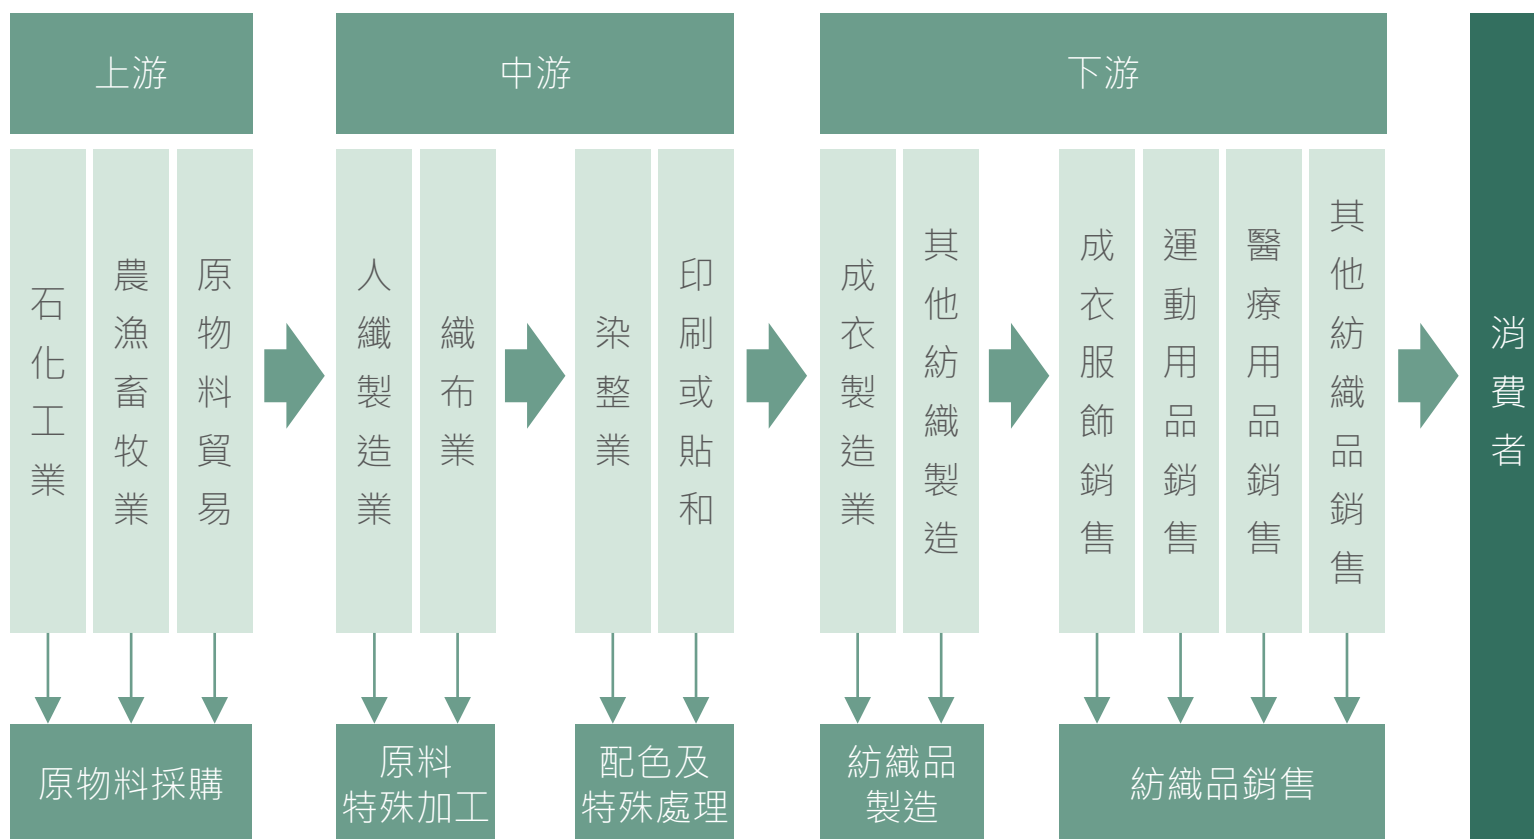 上游
中游
下游
石化工業
農漁畜牧業
原物料貿易
人纖製造業
織布業
染整業
印刷或貼和
成衣製造業
其他紡織製造
成衣服飾銷售
運動用品銷售
醫療用品銷售
其他紡織品銷售
消費者
原物料採購
原料
特殊加工
配色及
特殊處理
紡織品
製造
紡織品銷售